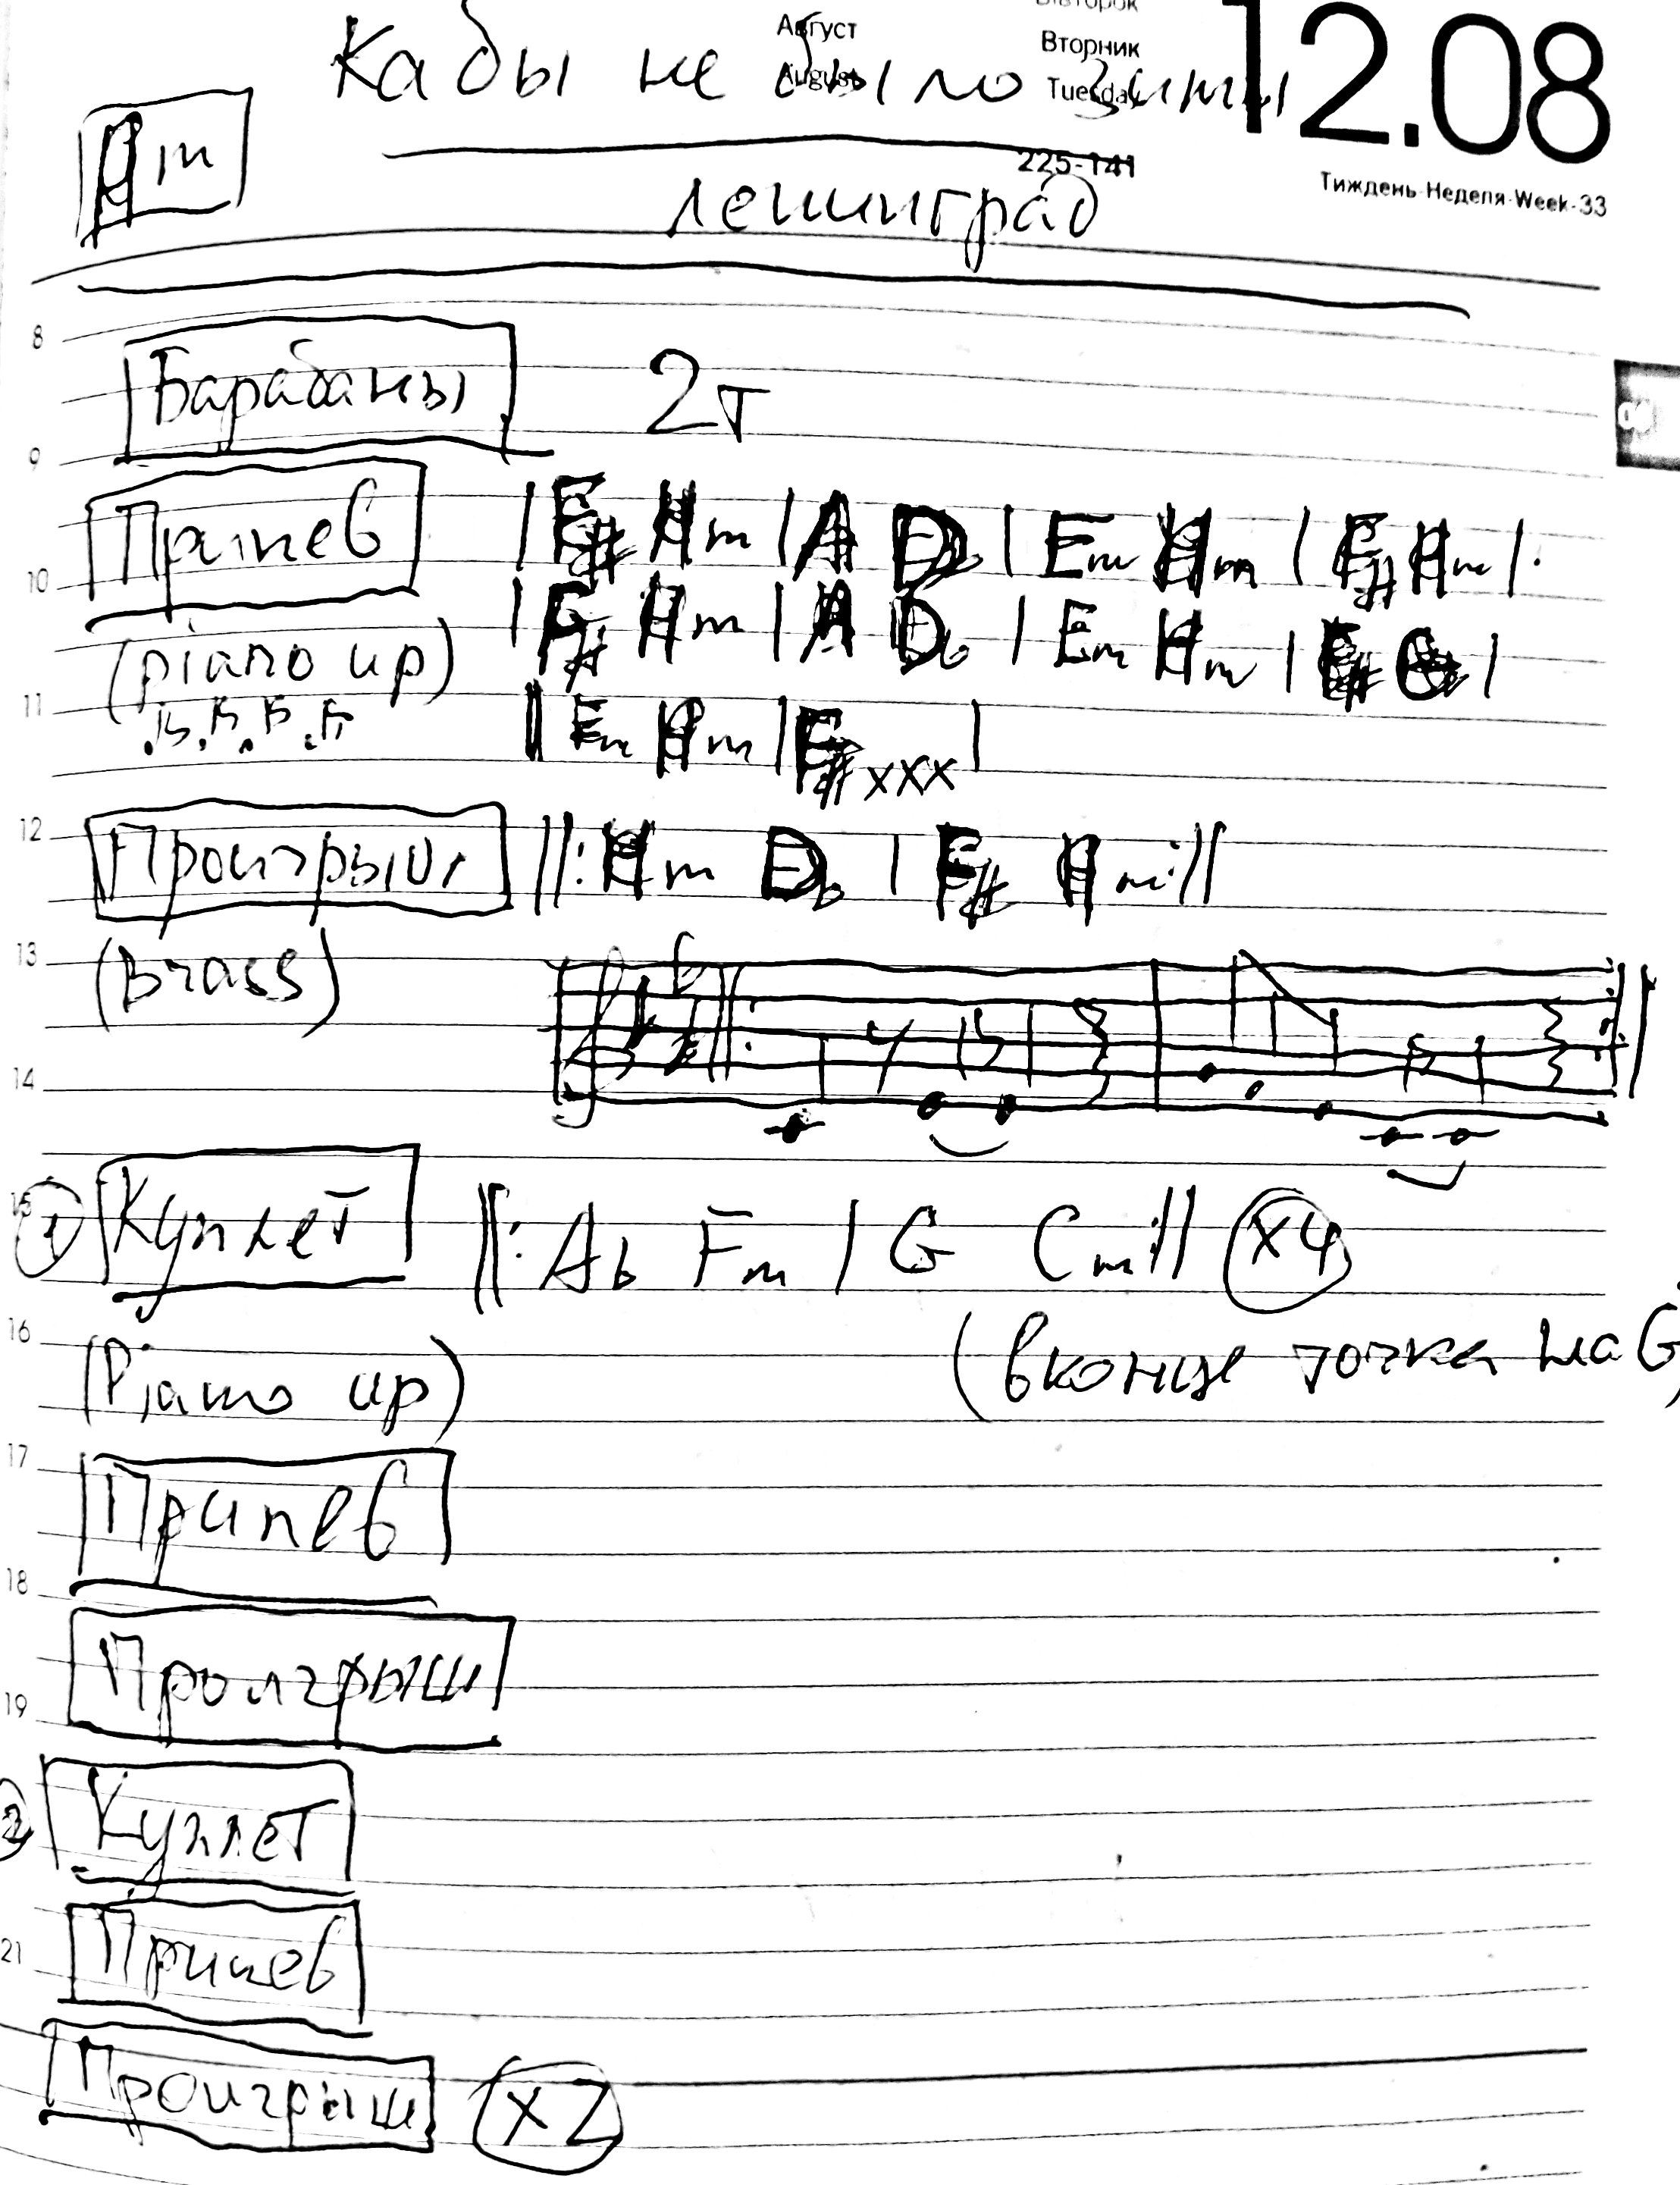 Вівторок
Август
Вторник
August
Tuesday
12.08
Кабы не было зимы
225-141
Тиждень-Неделя-Week-33
m
Ленинград
8
Барабаны 2т
9
Припев | F# Hm | A D | Em Hm | F# Hm |
10
| F# Hm | A D | Em Hm | F# G |
(piano up)
11
| Em Hm | F# xxx |
12
Проигрыш ||: Hm D | F# Hm :||
13
(Brass)
14
15
1 Куплет ||: Ab Fm | G Cm :|| x4
16
(в конце точка на G)
(Piano up)
17
Припев
18
Проигрыш
19
2 Куплет
21
Припев
Проигрыш x2